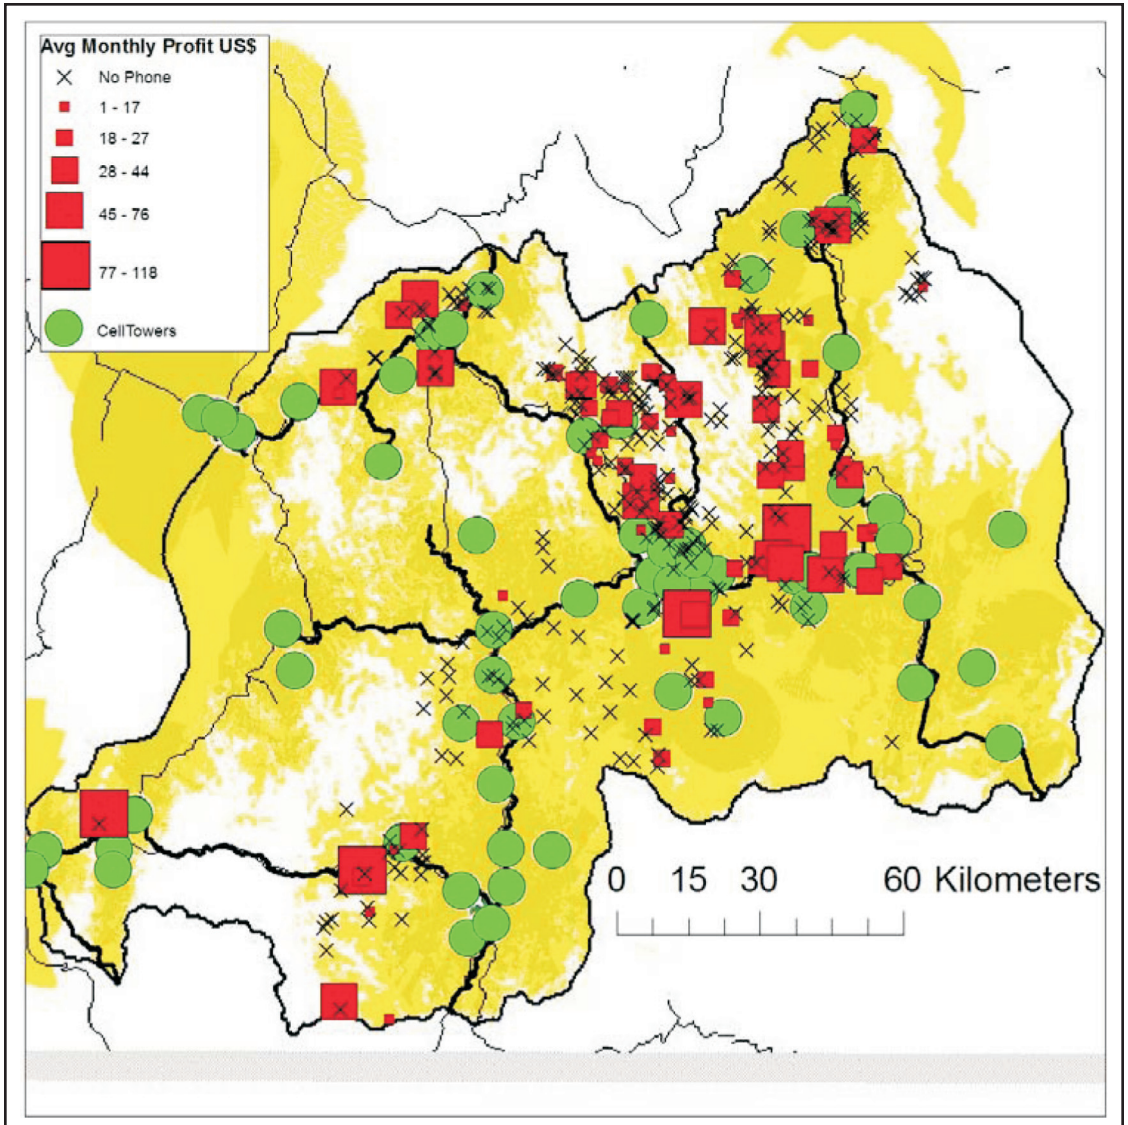 Avg Monthly Profit US$
No Phone
1 - 17
18 - 27
28 - 44
45 - 76
77 - 118
CellTowers
0 15 30 60 Kilometers